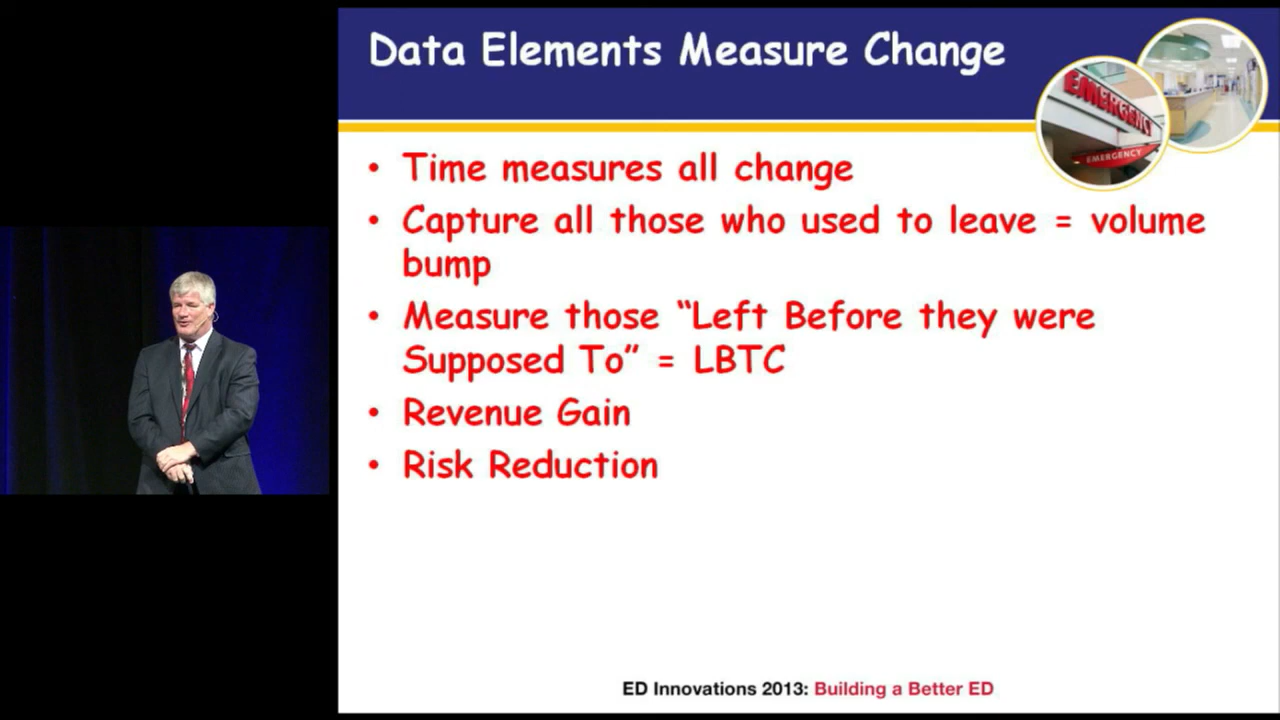 Data Elements Measure Change
EMERGENCY
EMERGENCY
• Time measures all change
• Capture all those who used to leave = volume
bump
• Measure those “Left Before they were
Supposed To” = LBTC
• Revenue Gain
• Risk Reduction
ED Innovations 2013: Building a Better ED